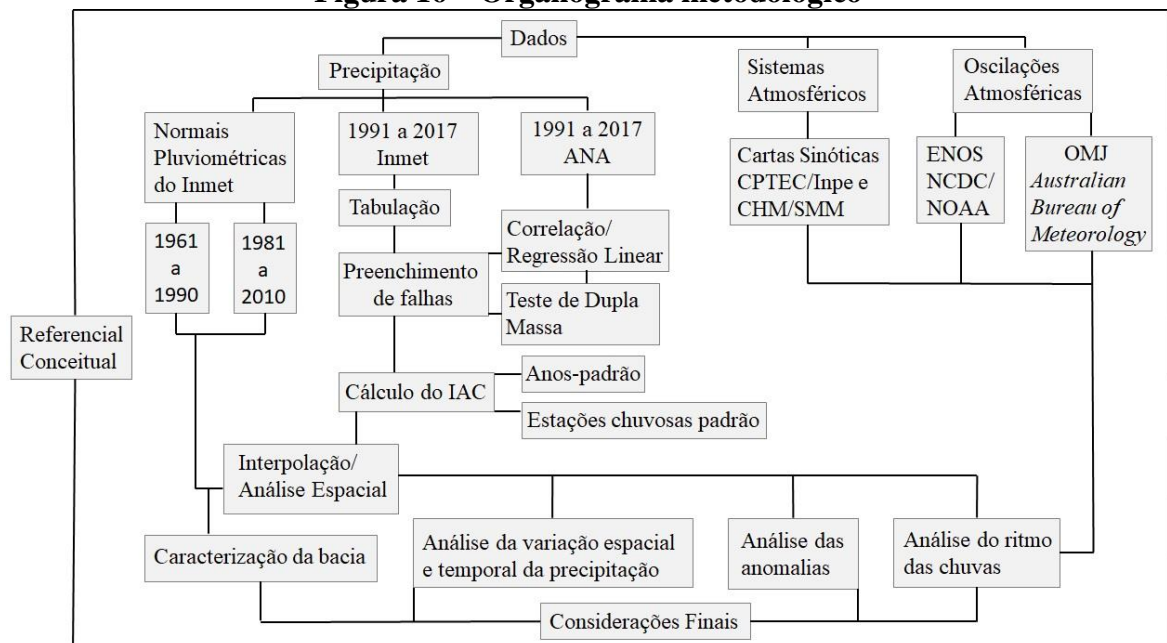 Figura 16 – Organograma metodológico
Dados
Precipitação
Sistemas
Atmosféricos
Oscilações
Atmosféricas
Normais
Pluviométricas
do Inmet
1991 a 2017
Inmet
1991 a 2017
ANA
Cartas Sinóticas
CPTEC/Inpe e
CHM/SMM
ENOS
NCDC/
NOAA
OMJ
Australian
Bureau of
Meteorology
Tabulação
1961
a
1990
1981
a
2010
Correlação/
Regressão Linear
Preenchimento
de falhas
Teste de Dupla
Massa
Referencial
Conceitual
Cálculo do IAC
Anos-padrão
Estações chuvosas padrão
Interpolação/
Análise Espacial
Caracterização da bacia
Análise da variação espacial
e temporal da precipitação
Análise das
anomalias
Análise do ritmo
das chuvas
Considerações Finais